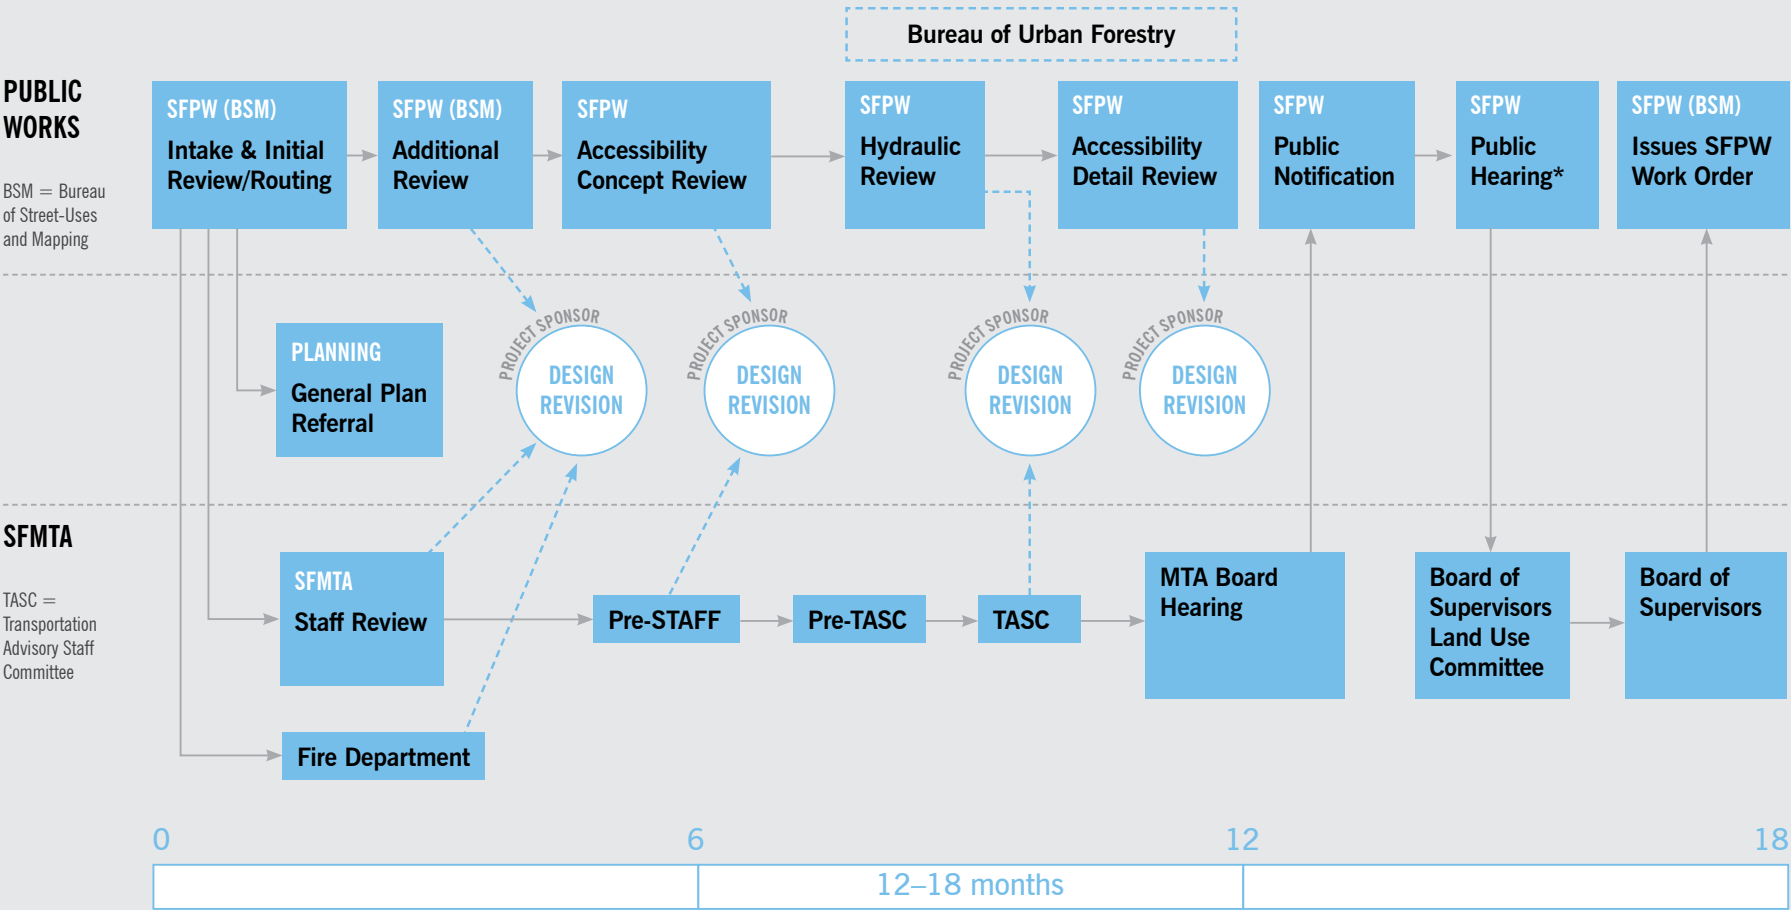 Bureau of Urban Forestry
PUBLIC
WORKS
BSM = Bureau
of Street-Uses
and Mapping
SFPW (BSM)
Intake & Initial
Review/Routing
SFPW (BSM)
Additional
Review
SFPW
Accessibility
Concept Review
SFPW
Hydraulic
Review
SFPW
Accessibility
Detail Review
SFPW
Public
Notification
SFPW
Public
Hearing*
SFPW (BSM)
Issues SFPW
Work Order
PLANNING
General Plan
Referral
PROJECT SPONSOR
DESIGN
REVISION
PROJECT SPONSOR
DESIGN
REVISION
PROJECT SPONSOR
DESIGN
REVISION
PROJECT SPONSOR
DESIGN
REVISION
SFMTA
TASC =
Transportation
Advisory Staff
Committee
SFMTA
Staff Review
Pre-STAFF
Pre-TASC
TASC
MTA Board
Hearing
Board of
Supervisors
Land Use
Committee
Board of
Supervisors
Fire Department
0 6 12 18
12–18 months